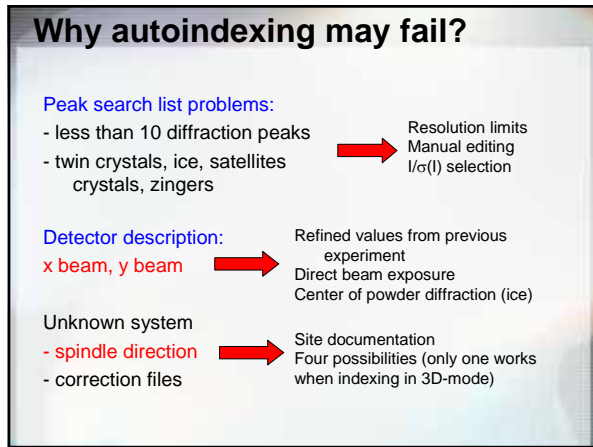 Why autoindexing may fail?
Peak search list problems:
- less than 10 diffraction peaks
- twin crystals, ice, satellites
crystals, zingers
Resolution limits
Manual editing
I/σ(I) selection
Detector description:
x beam, y beam
Refined values from previous
experiment
Direct beam exposure
Center of powder diffraction (ice)
Unknown system
- spindle direction
- correction files
Site documentation
Four possibilities (only one works
when indexing in 3D-mode)